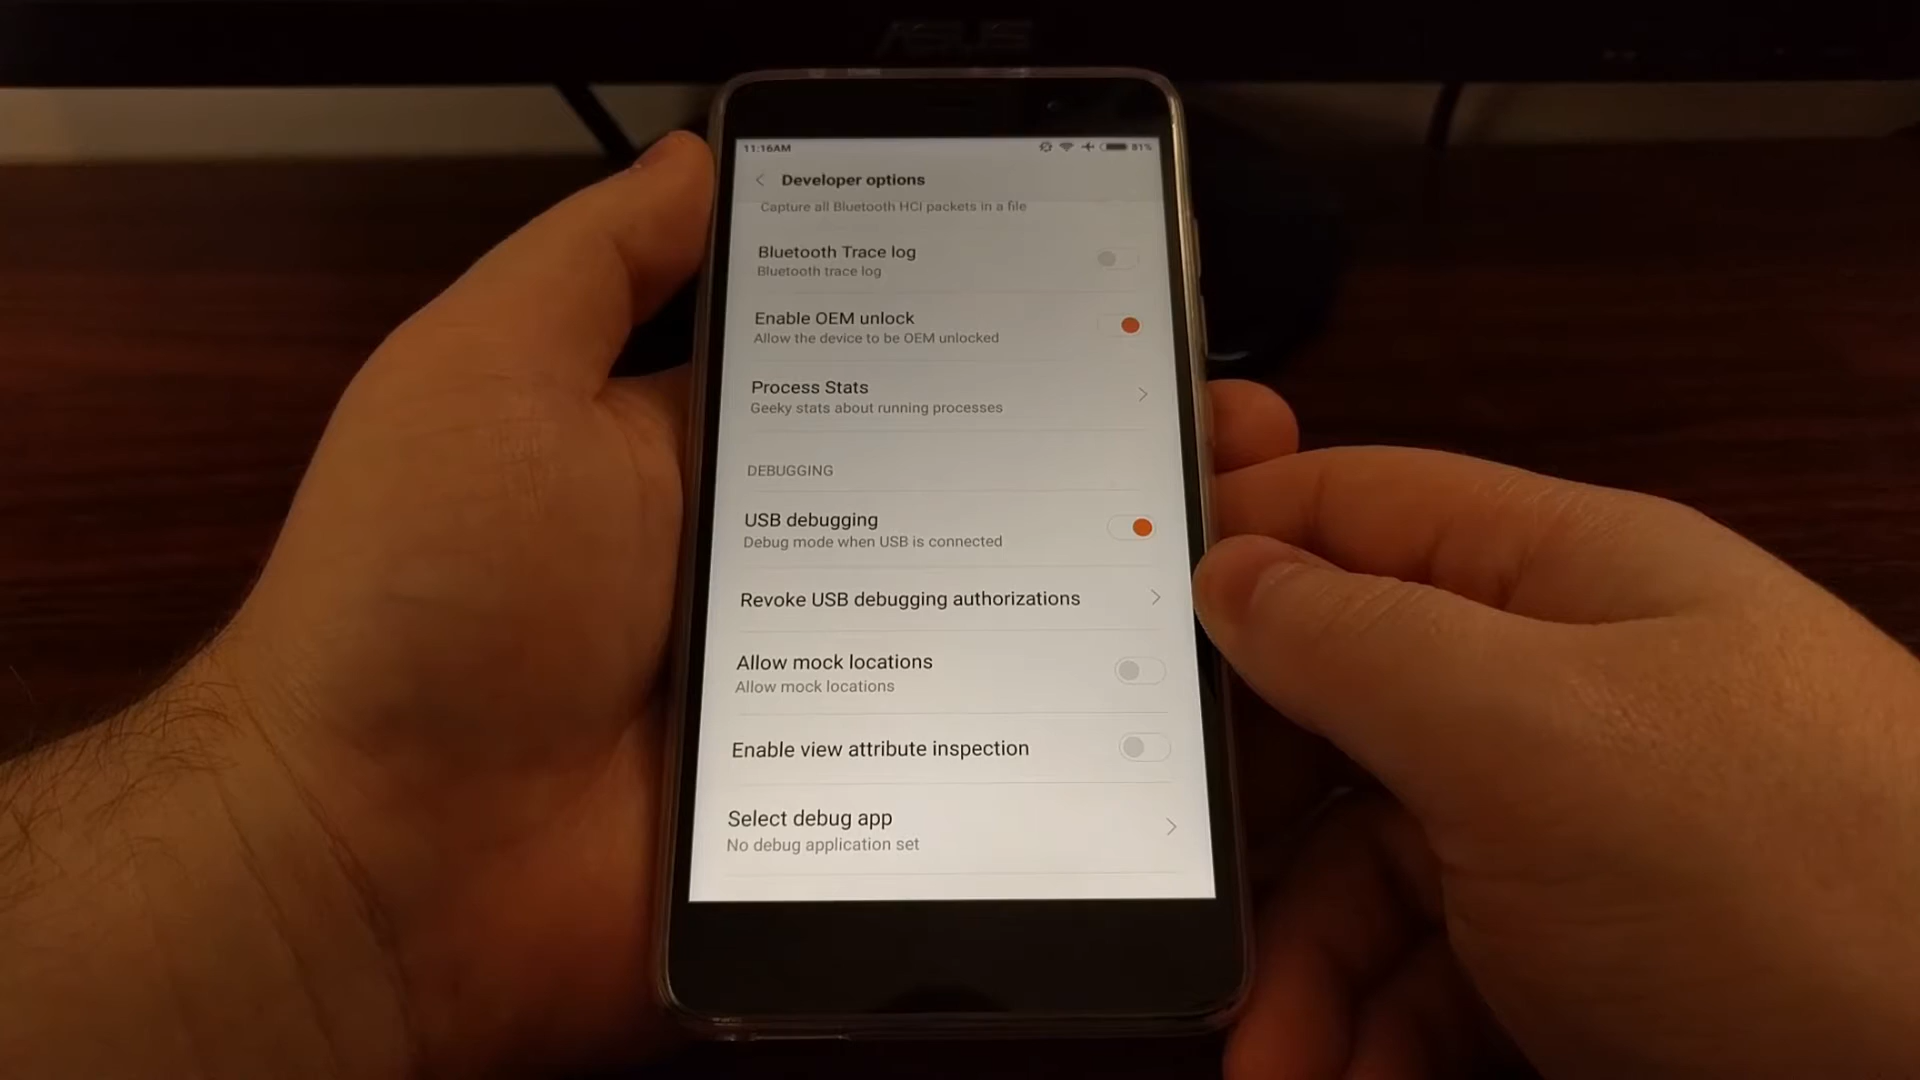 ASUS
11:16AM 81%
Developer options
Capture all Bluetooth HCI packets in a file
Bluetooth Trace log
Bluetooth trace log
Enable OEM unlock
Allow the device to be OEM unlocked
Process Stats
Geeky stats about running processes
DEBUGGING
USB debugging
Debug mode when USB is connected
Revoke USB debugging authorizations
Allow mock locations
Allow mock locations
Enable view attribute inspection
Select debug app
No debug application set